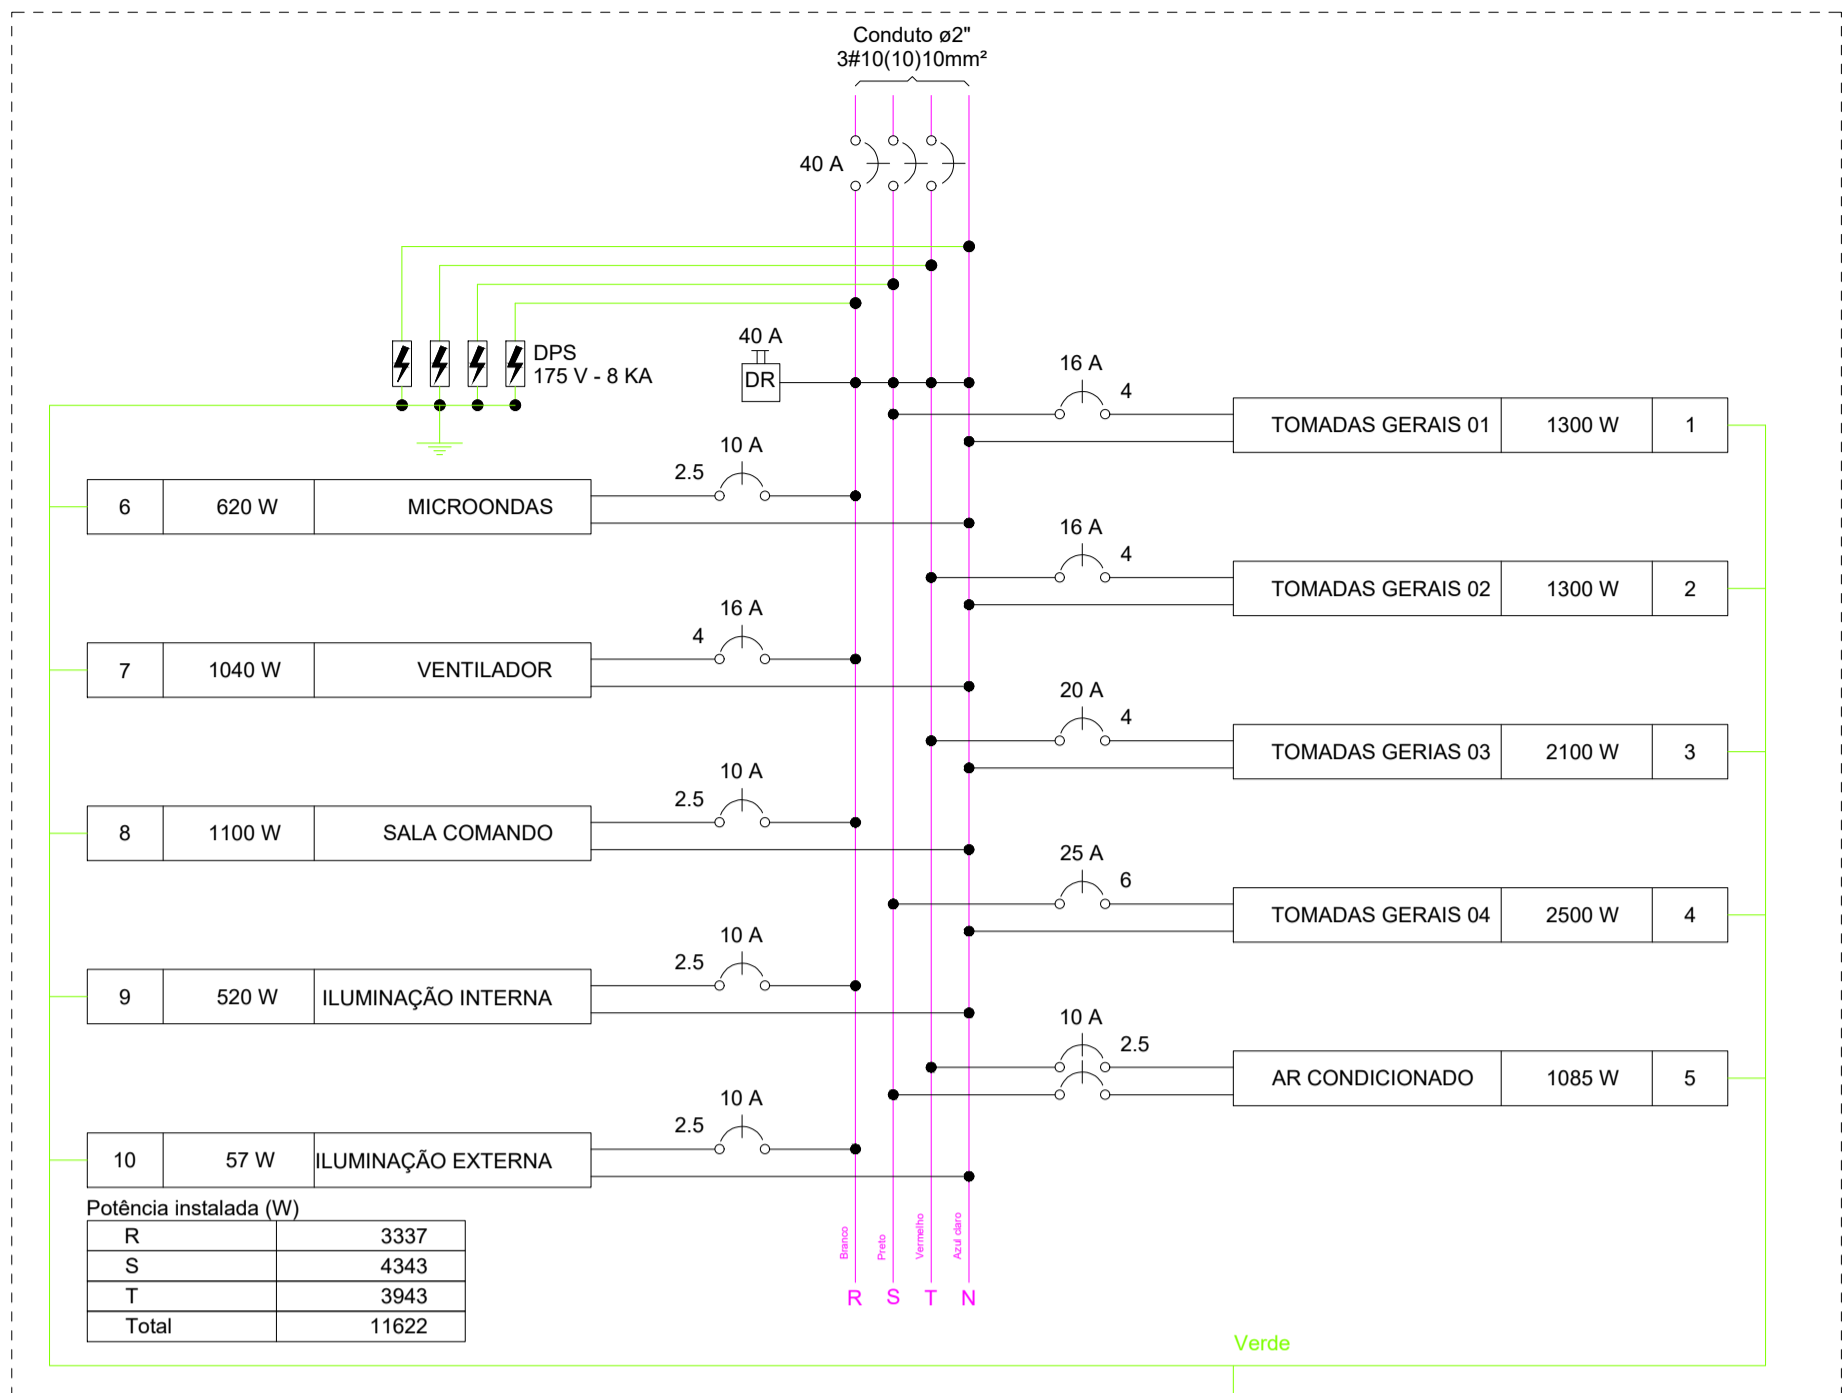 Conduto ø2"
3#10(10)10mm²
40 A
DPS
175 V - 8 KA
40 A
DR
16 A
4
TOMADAS GERAIS 01 1300 W 1
10 A
2.5
6 620 W MICROONDAS
16 A
4
TOMADAS GERAIS 02 1300 W 2
16 A
4
7 1040 W VENTILADOR
20 A
4
TOMADAS GERIAS 03 2100 W 3
10 A
2.5
8 1100 W SALA COMANDO
25 A
6
TOMADAS GERAIS 04 2500 W 4
10 A
2.5
9 520 W ILUMINAÇÃO INTERNA
10 A
2.5
AR CONDICIONADO 1085 W 5
10 A
2.5
10 57 W ILUMINAÇÃO EXTERNA
Potência instalada (W)
R 3337
S 4343
T 3943
Total 11622
Branco
Preto
Vermelho
Azul claro
R S T N
Verde